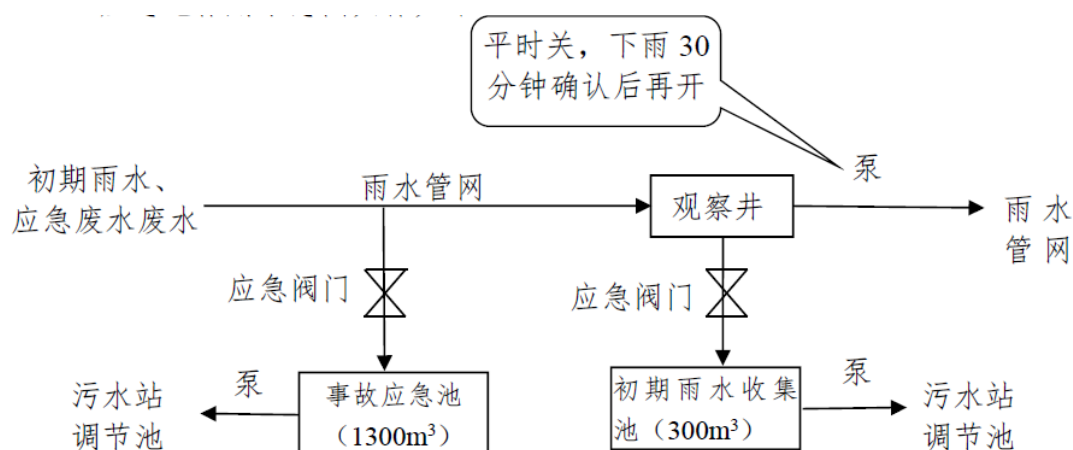 平时关，下雨30
分钟确认后再开
泵
初期雨水、
应急废水废水
雨水管网
观察井
雨水
管网
应急阀门
应急阀门
污水站
调节池
泵
事故应急池
（1300m³）
初期雨水收集
池（300m³）
泵
污水站
调节池